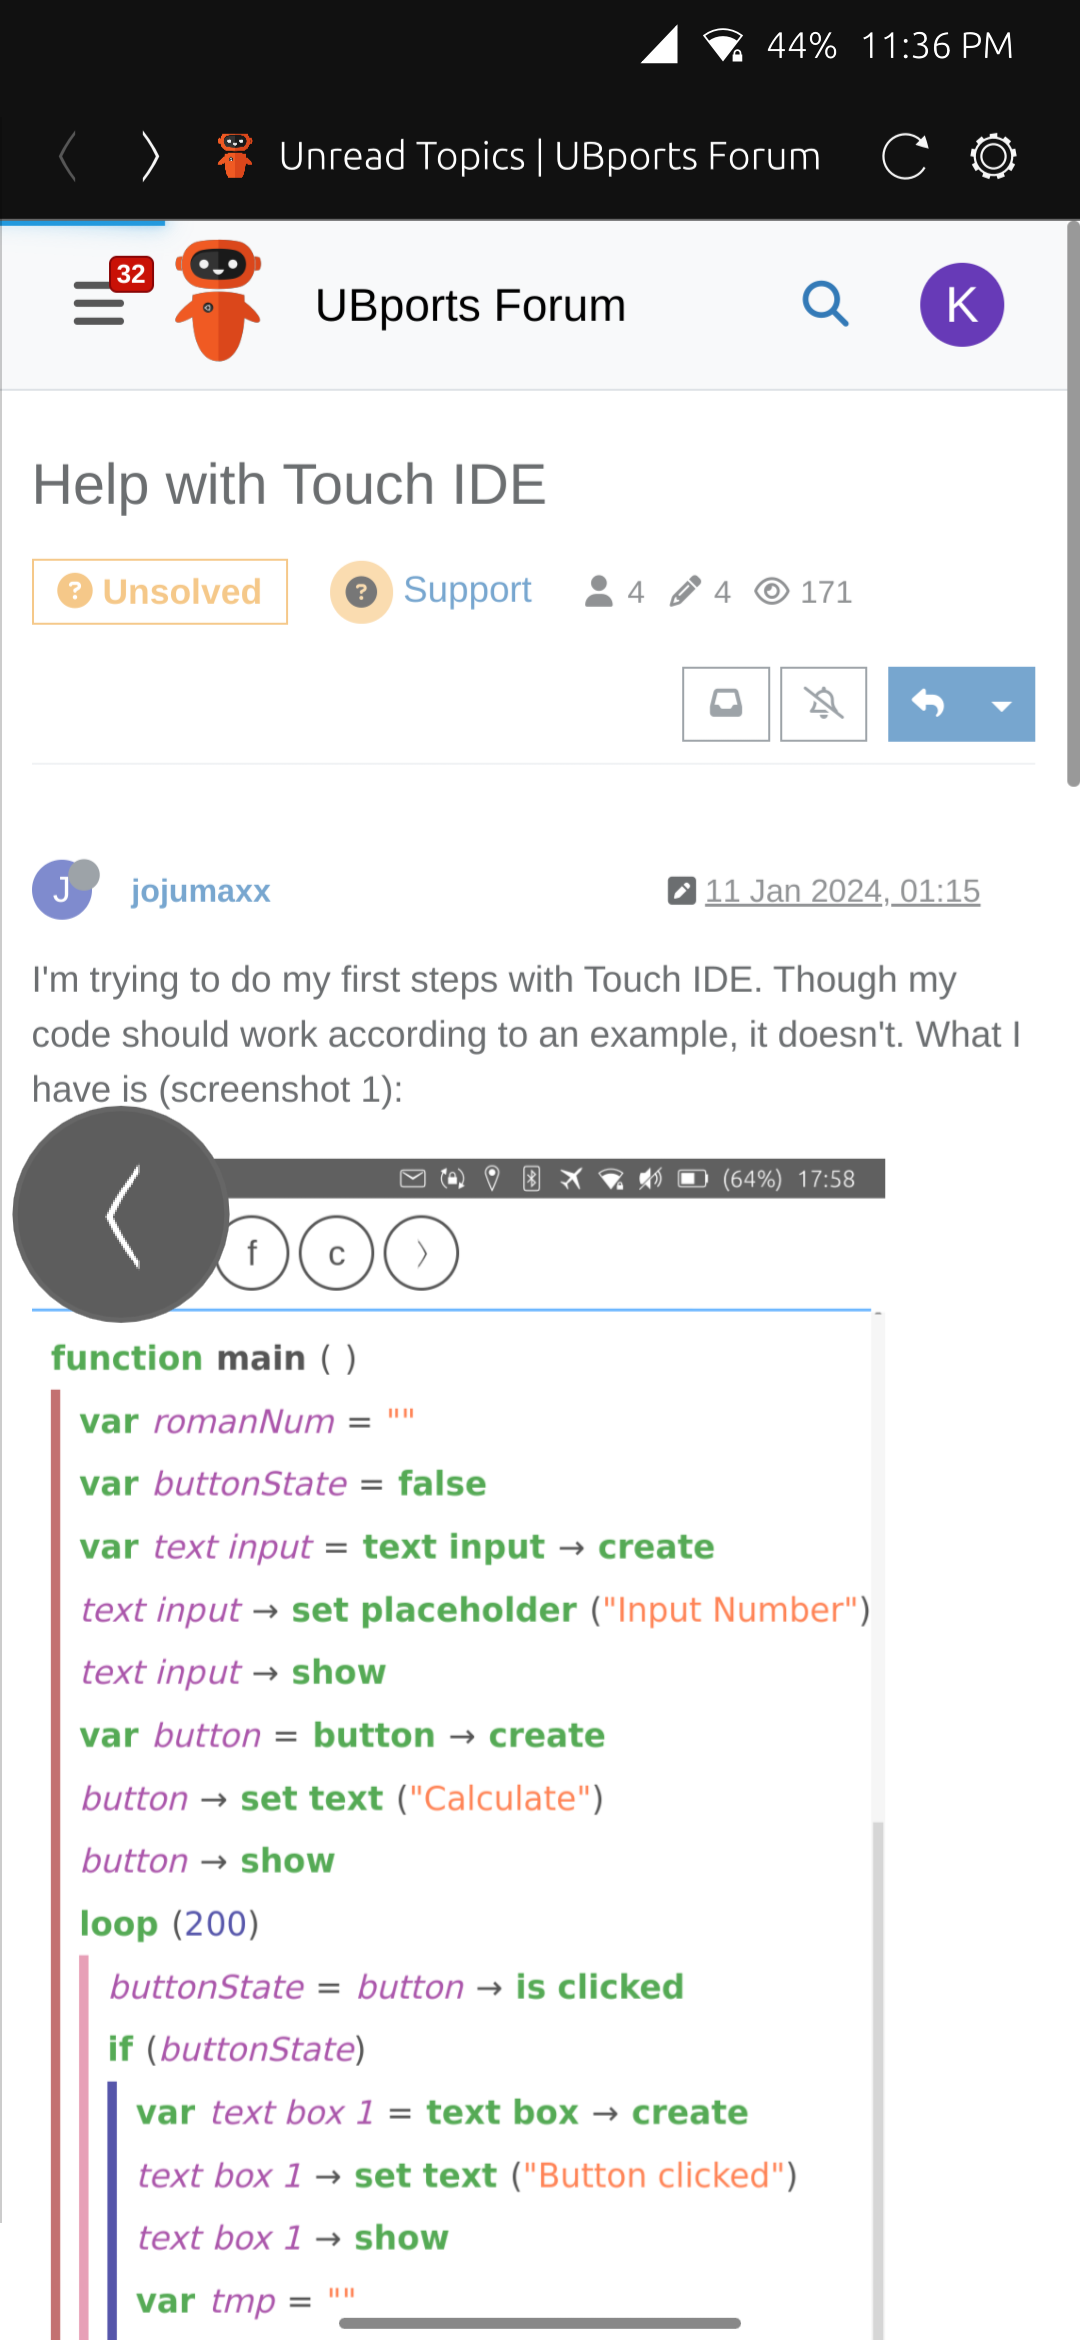 44% 11:36 PM
Unread Topics | UBports Forum
32
UBports Forum
K
Help with Touch IDE
? Unsolved ? Support 4 4 171
J jojumaxx 11 Jan 2024, 01:15
I'm trying to do my first steps with Touch IDE. Though my
code should work according to an example, it doesn't. What I
have is (screenshot 1):
(64%) 17:58
f c
function main ( )
var romanNum = ""
var buttonState = false
var text input = text input → create
text input → set placeholder ("Input Number")
text input → show
var button = button → create
button → set text ("Calculate")
button → show
loop (200)
buttonState = button → is clicked
if (buttonState)
var text box 1 = text box → create
text box 1 → set text ("Button clicked")
text box 1 → show
var tmp = ""